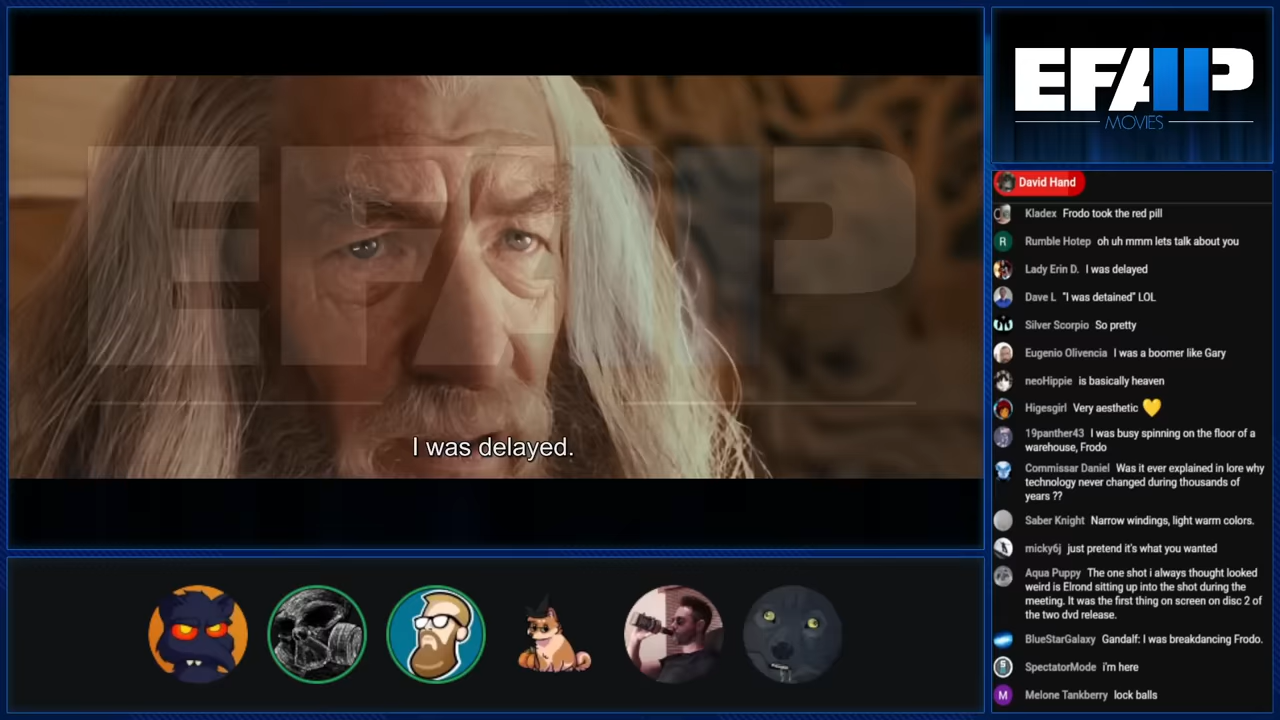 EFAP
I was delayed.
EFAP
MOVIES
David Hand
Kladex Frodo took the red pill
R Rumble Hotep oh uh mmm lets talk about you
Lady Erin D. I was delayed
Dave L "I was detained" LOL
Silver Scorpio So pretty
Eugenio Olivencia I was a boomer like Gary
neoHippie is basically heaven
Higesgirl Very aesthetic 💛
19panther43 I was busy spinning on the floor of a
warehouse, Frodo
Commissar Daniel Was it ever explained in lore why
technology never changed during thousands of
years ??
Saber Knight Narrow windings, light warm colors.
micky6j just pretend it's what you wanted
Aqua Puppy The one shot i always thought looked
weird is Elrond sitting up into the shot during the
meeting. It was the first thing on screen on disc 2 of
the two dvd release.
BlueStarGalaxy Gandalf: I was breakdancing Frodo.
SpectatorMode i'm here
M Melone Tankberry lock balls